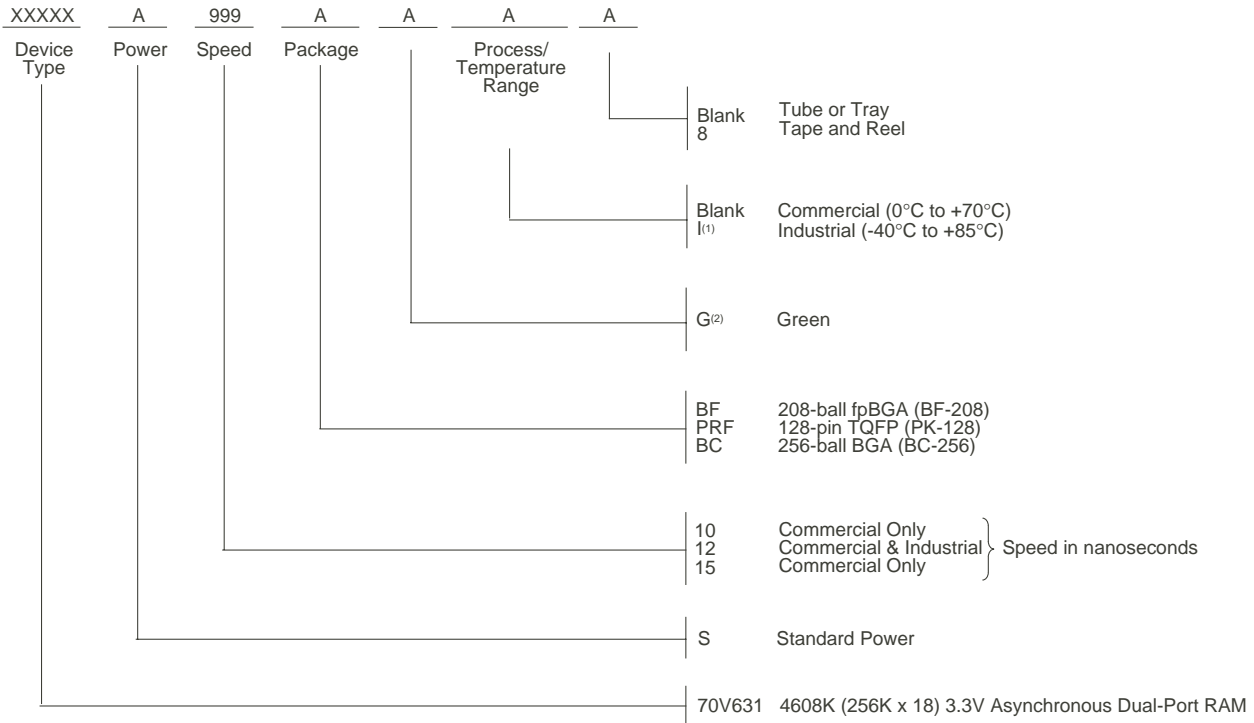 XXXXX A 999 A A A A
Device Type Power Speed Package Process/ Temperature Range
Blank Tube or Tray
8 Tape and Reel
Blank Commercial (0°C to +70°C)
I(1) Industrial (-40°C to +85°C)
G(2) Green
BF 208-ball fpBGA (BF-208)
PRF 128-pin TQFP (PK-128)
BC 256-ball BGA (BC-256)
10 Commercial Only
12 Commercial & Industrial Speed in nanoseconds
15 Commercial Only
S Standard Power
70V631 4608K (256K x 18) 3.3V Asynchronous Dual-Port RAM